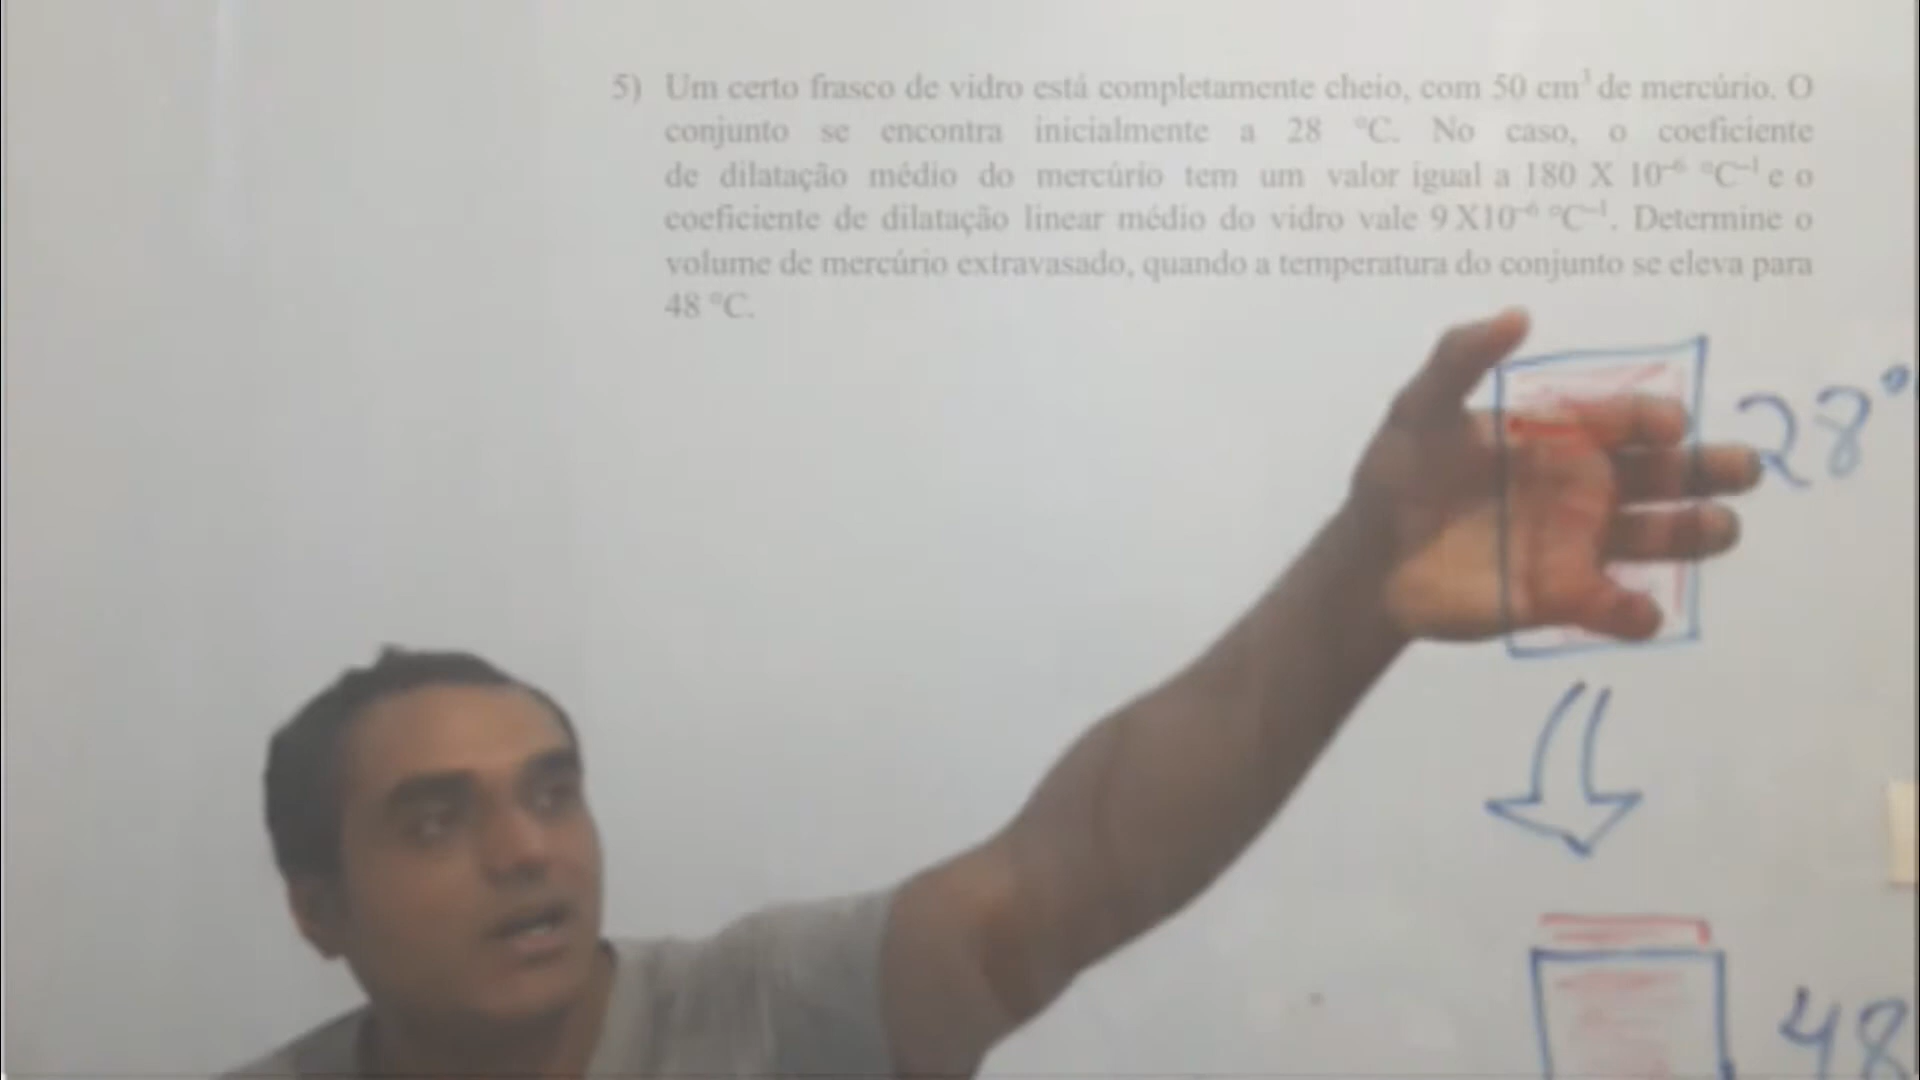 5) Um certo frasco de vidro está completamente cheio, com 50 cm³ de mercúrio. O
conjunto se encontra inicialmente a 28 °C. No caso, o coeficiente
de dilatação médio do mercúrio tem um valor igual a 180 X 10⁻⁶ °C⁻¹ e o
coeficiente de dilatação linear médio do vidro vale 9 X10⁻⁶ °C⁻¹. Determine o
volume de mercúrio extravasado, quando a temperatura do conjunto se eleva para
48 °C.
28°
48